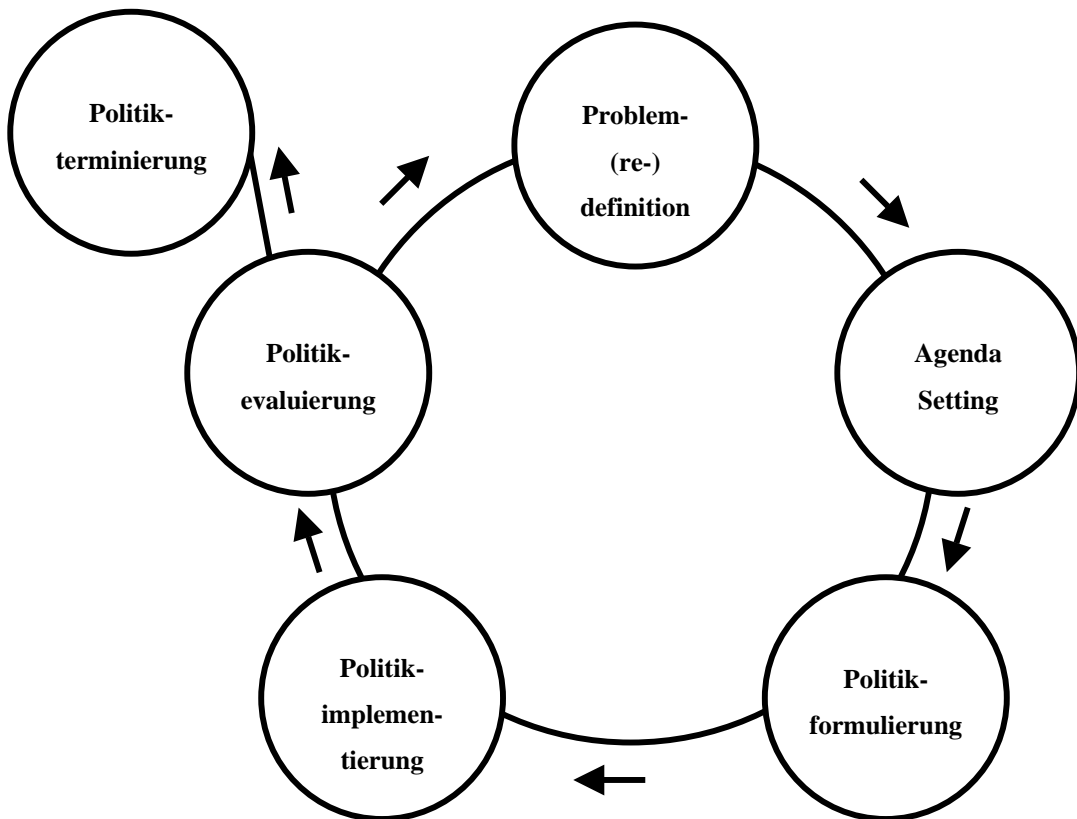 Politik-
terminierung
Problem-
(re-)
definition
Agenda
Setting
Politik-
formulierung
Politik-
implemen-
tierung
Politik-
evaluierung